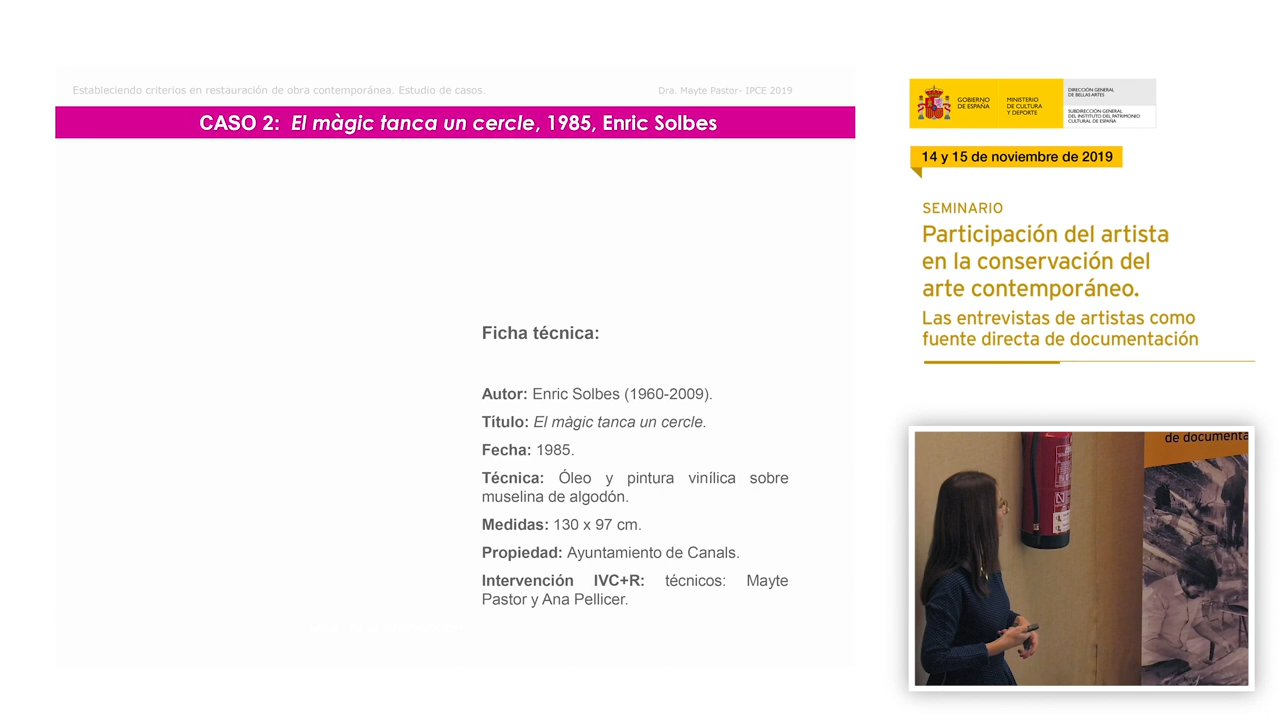 Estableciendo criterios en restauración de obra contemporánea. Estudio de casos.
Dra. Mayte Pastor- IPCE 2019
CASO 2: El màgic tanca un cercle, 1985, Enric Solbes
Ficha técnica:
Autor: Enric Solbes (1960-2009).
Título: El màgic tanca un cercle.
Fecha: 1985.
Técnica: Óleo y pintura vinílica sobre
muselina de algodón.
Medidas: 130 x 97 cm.
Propiedad: Ayuntamiento de Canals.
Intervención IVC+R: técnicos: Mayte
Pastor y Ana Pellicer.
GOBIERNO
DE ESPAÑA
MINISTERIO
DE CULTURA
Y DEPORTE
DIRECCIÓN GENERAL
DE BELLAS ARTES
SUBDIRECCIÓN GENERAL
DEL INSTITUTO DEL PATRIMONIO
CULTURAL DE ESPAÑA
14 y 15 de noviembre de 2019
SEMINARIO
Participación del artista
en la conservación del
arte contemporáneo.
Las entrevistas de artistas como
fuente directa de documentación
de documenta